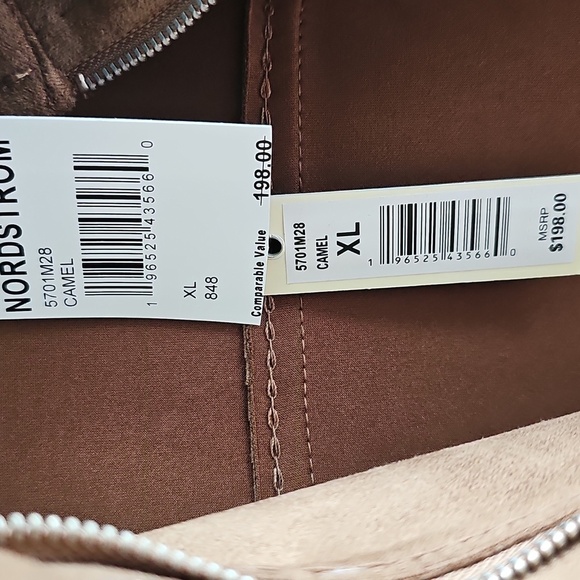 NORDSTROM
5701M28
CAMEL
1 96525 43566 0
XL
848
Comparable Value 198.00
5701M28
CAMEL
XL
1 96525 43566 0
MSRP
$198.00